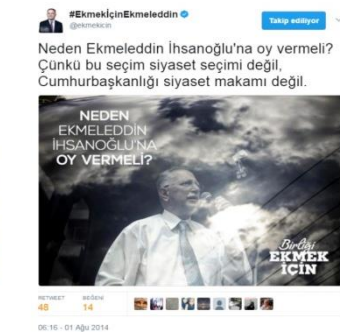 #EkmekİçinEkmeleddin
@ekmekicin
Takip ediliyor
Neden Ekmeleddin İhsanoğlu'na oy vermeli?
Çünkü bu seçim siyaset seçimi değil,
Cumhurbaşkanlığı siyaset makamı değil.
NEDEN
EKMELEDDİN
İHSANOĞLU'NA
OY VERMELİ?
Birliği
EKMEK
İÇİN
RETWEET
BEĞENİ
48
14
06:16 - 01 Ağu 2014